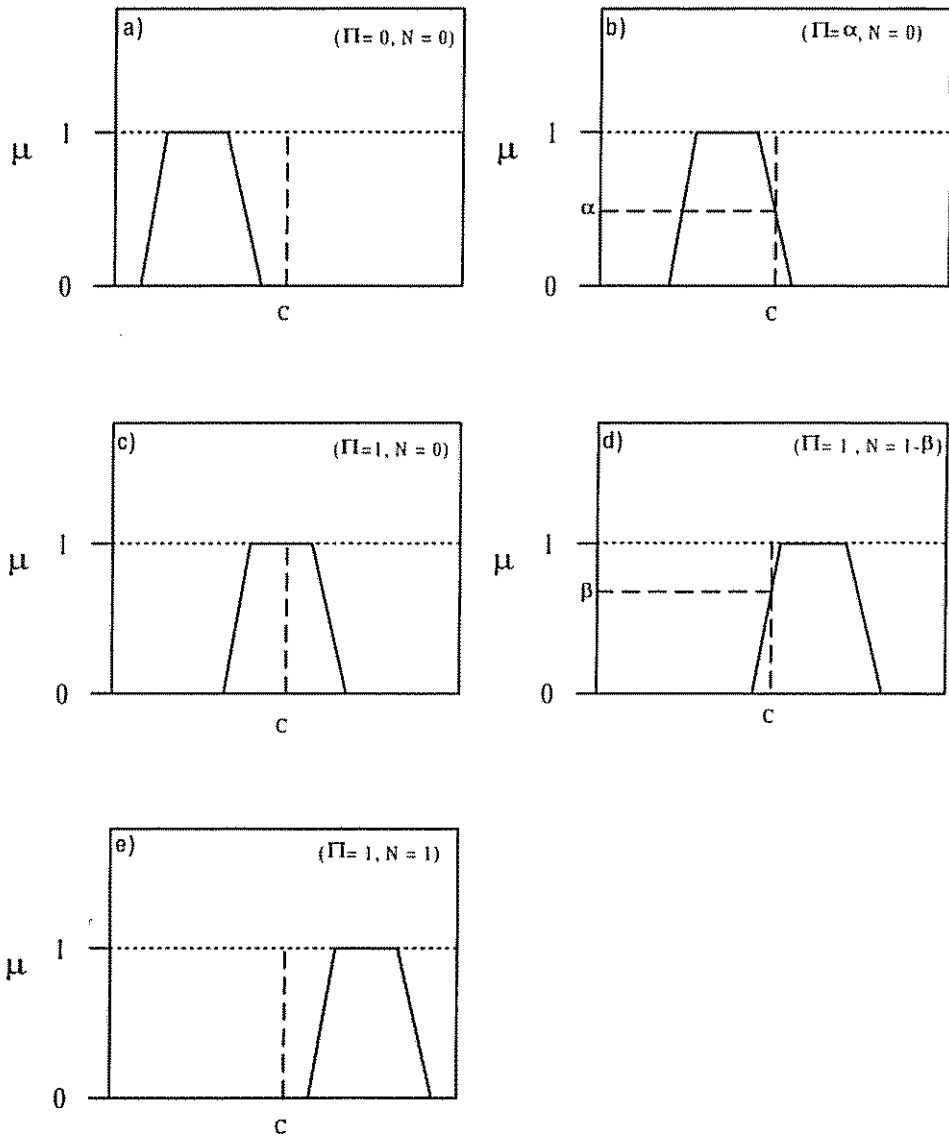 a) (Π= 0, N = 0)
1
μ
0
c
b) (Π=α, N = 0)
1
μ
α
0
c
c) (Π=1, N = 0)
1
μ
0
c
d) (Π= 1 , N = 1-β)
1
μ
β
0
c
e) (Π= 1, N = 1)
1
μ
0
c